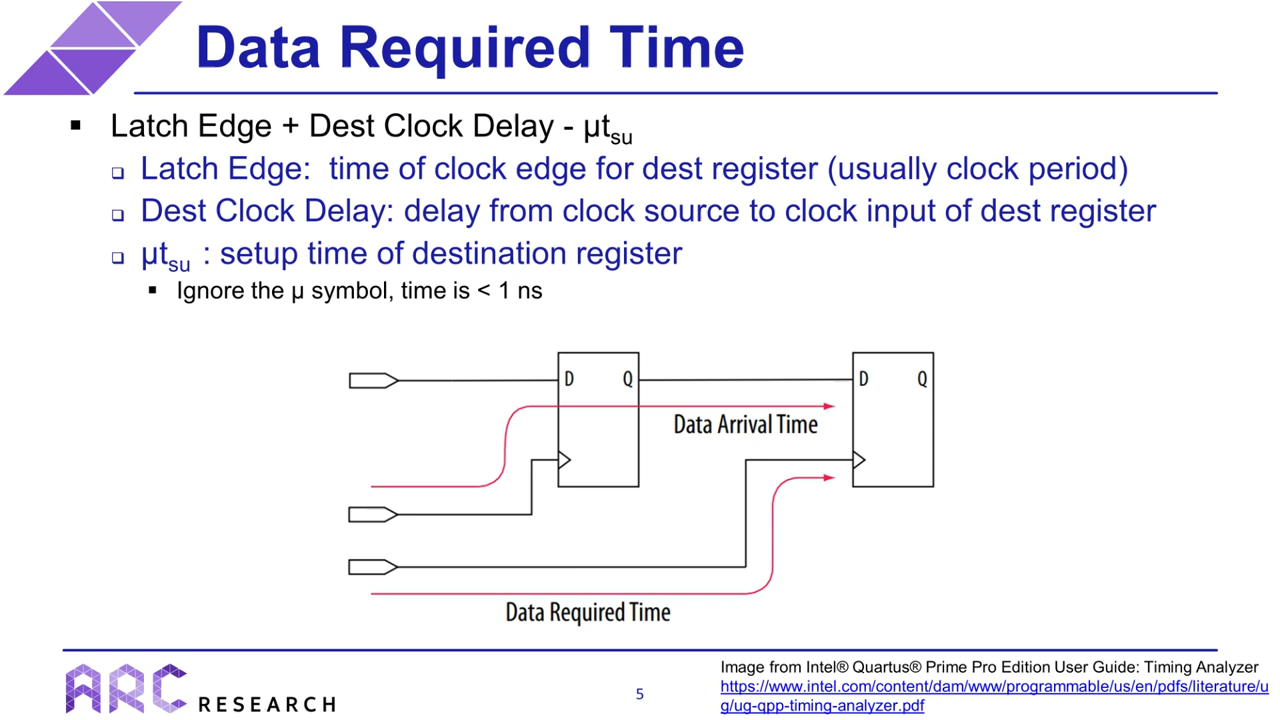 Data Required Time
▪ Latch Edge + Dest Clock Delay - µtsu
❑ Latch Edge:  time of clock edge for dest register (usually clock period)
❑ Dest Clock Delay: delay from clock source to clock input of dest register
❑ µtsu : setup time of destination register
▪ Ignore the µ symbol, time is < 1 ns
D Q D Q
Data Arrival Time
Data Required Time
ARC RESEARCH
5
Image from Intel® Quartus® Prime Pro Edition User Guide: Timing Analyzer
https://www.intel.com/content/dam/www/programmable/us/en/pdfs/literature/u
g/ug-qpp-timing-analyzer.pdf